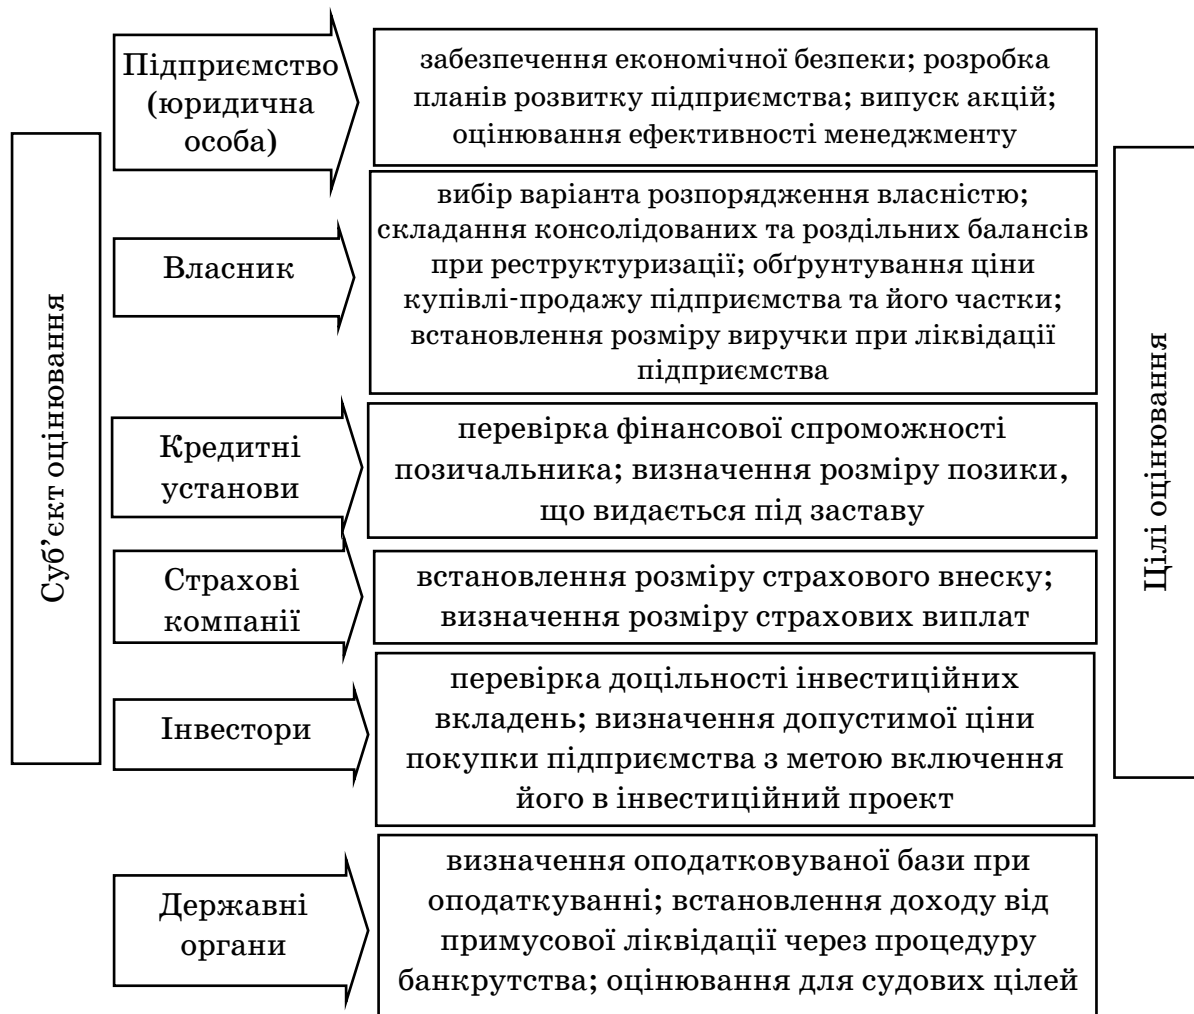 Суб’єкт оцінювання
Підприємство
(юридична
особа)
забезпечення економічної безпеки; розробка
планів розвитку підприємства; випуск акцій;
оцінювання ефективності менеджменту
Власник
вибір варіанта розпорядження власністю;
складання консолідованих та роздільних балансів
при реструктуризації; обґрунтування ціни
купівлі-продажу підприємства та його частки;
встановлення розміру виручки при ліквідації
підприємства
Кредитні
установи
перевірка фінансової спроможності
позичальника; визначення розміру позики,
що видається під заставу
Страхові
компанії
встановлення розміру страхового внеску;
визначення розміру страхових виплат
Інвестори
перевірка доцільності інвестиційних
вкладень; визначення допустимої ціни
покупки підприємства з метою включення
його в інвестиційний проект
Державні
органи
визначення оподатковуваної бази при
оподаткуванні; встановлення доходу від
примусової ліквідації через процедуру
банкрутства; оцінювання для судових цілей
Цілі оцінювання